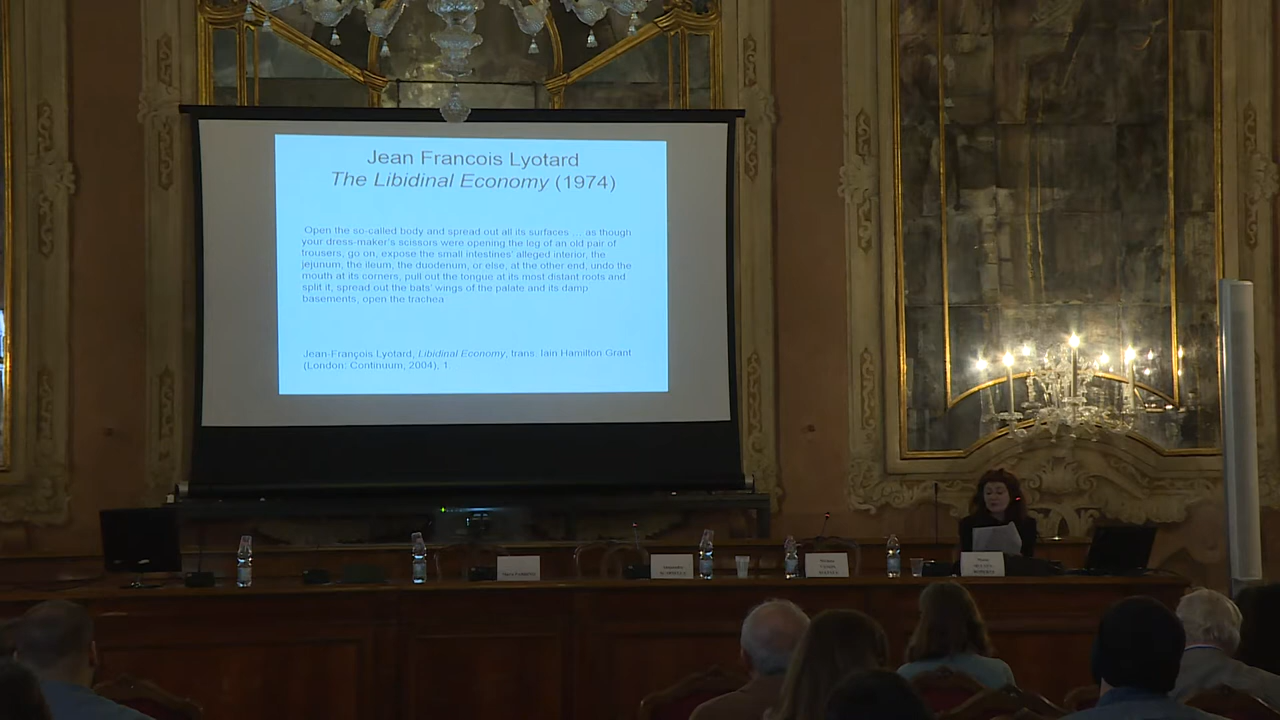 Jean Francois Lyotard
The Libidinal Economy (1974)
Open the so-called body and spread out all its surfaces ... as though
your dress-maker's scissors were opening the leg of an old pair of
trousers, go on, expose the small intestines' alleged interior, the
jejunum, the ileum, the duodenum, or else, at the other end, undo the
mouth at its corners, pull out the tongue at its most distant roots and
split it, spread out the bats' wings of the palate and its damp
basements, open the trachea
Jean-François Lyotard, Libidinal Economy, trans. Iain Hamilton Grant
(London: Continuum, 2004), 1